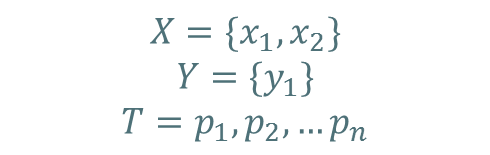 X = {x₁, x₂}
Y = {y₁}
T = p₁, p₂, … pₙ